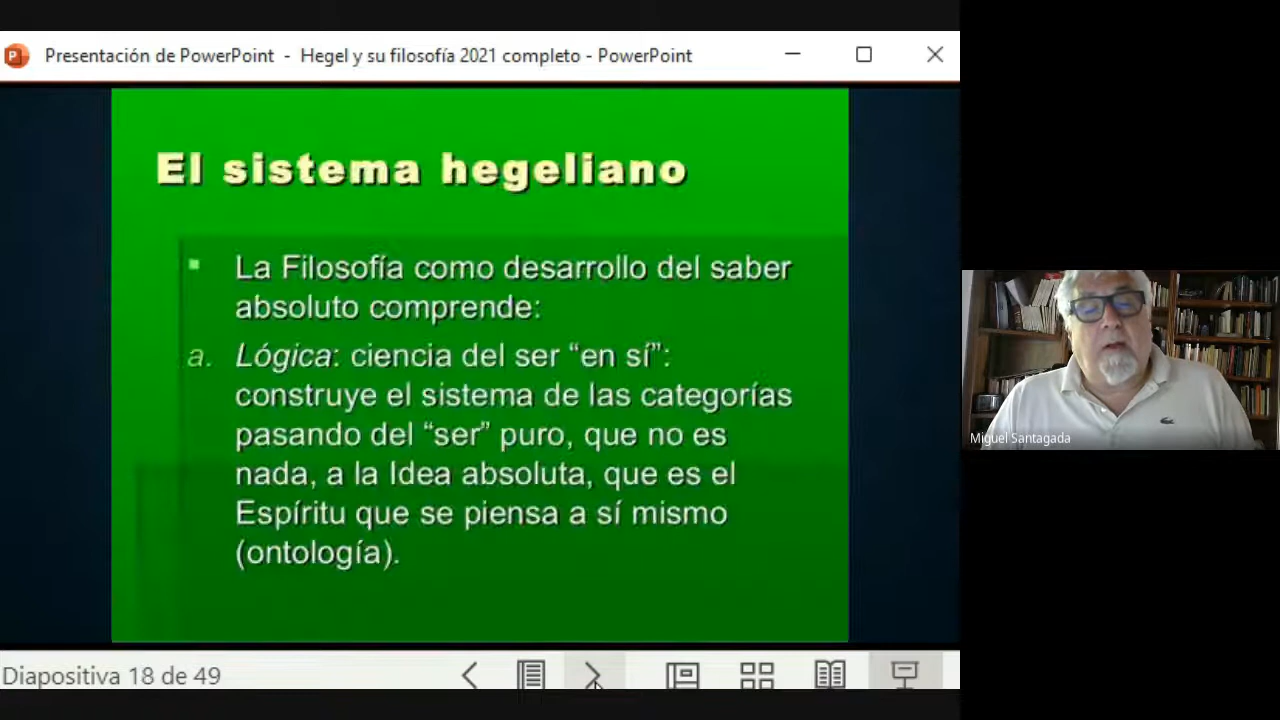 Presentación de PowerPoint - Hegel y su filosofía 2021 completo - PowerPoint
El sistema hegeliano
▪ La Filosofía como desarrollo del saber
absoluto comprende:
a. Lógica: ciencia del ser “en sí”:
construye el sistema de las categorías
pasando del “ser” puro, que no es
nada, a la Idea absoluta, que es el
Espíritu que se piensa a sí mismo
(ontología).
Diapositiva 18 de 49
Miguel Santagada